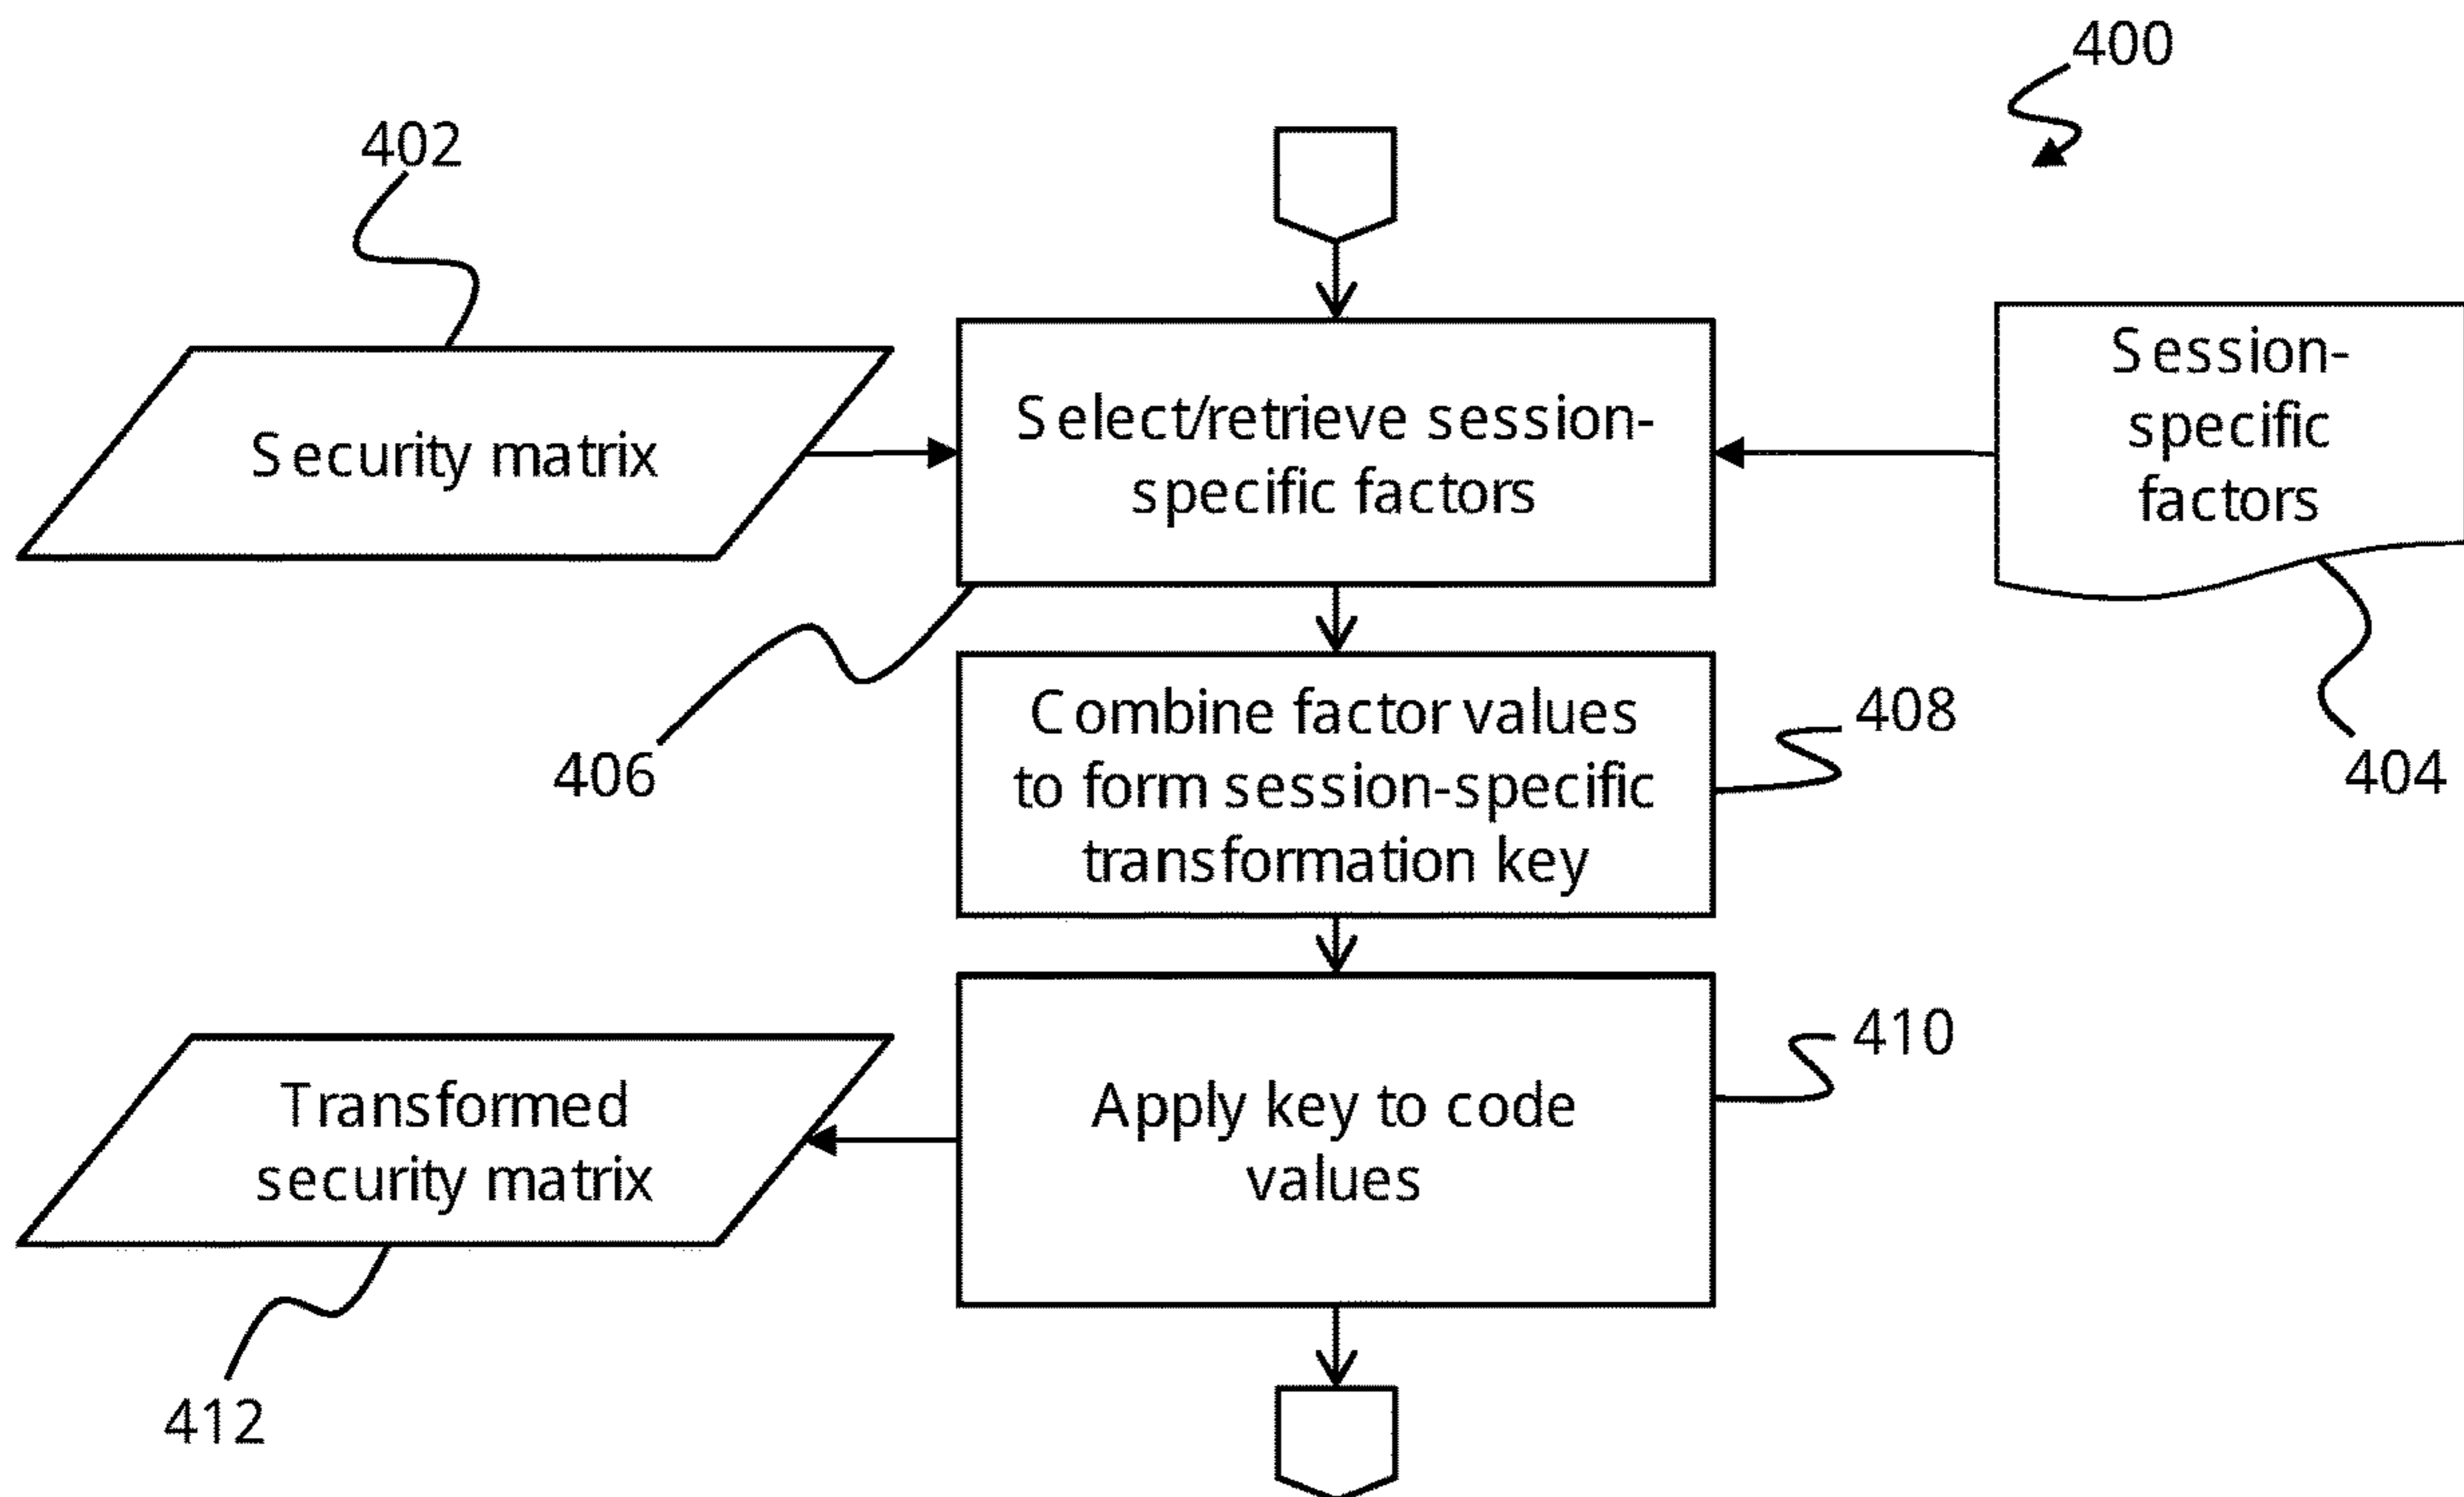 400
402
Security matrix
Select/retrieve session-
specific factors
Session-
specific
factors
406
Combine factor values
to form session-specific
transformation key
408
404
Transformed
security matrix
Apply key to code
values
410
412